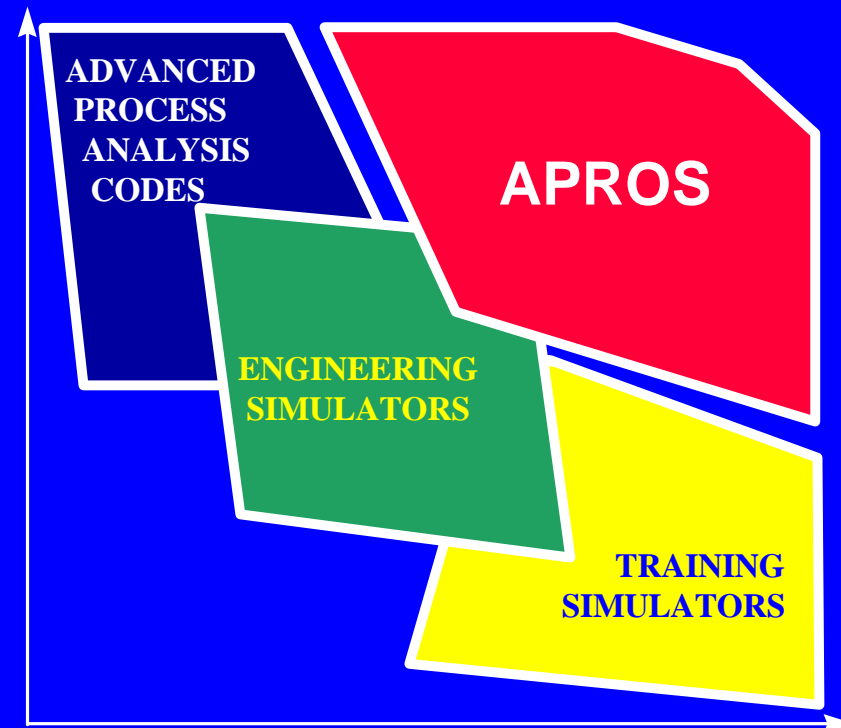 ADVANCED
PROCESS
ANALYSIS
CODES
APROS
ENGINEERING
SIMULATORS
TRAINING
SIMULATORS